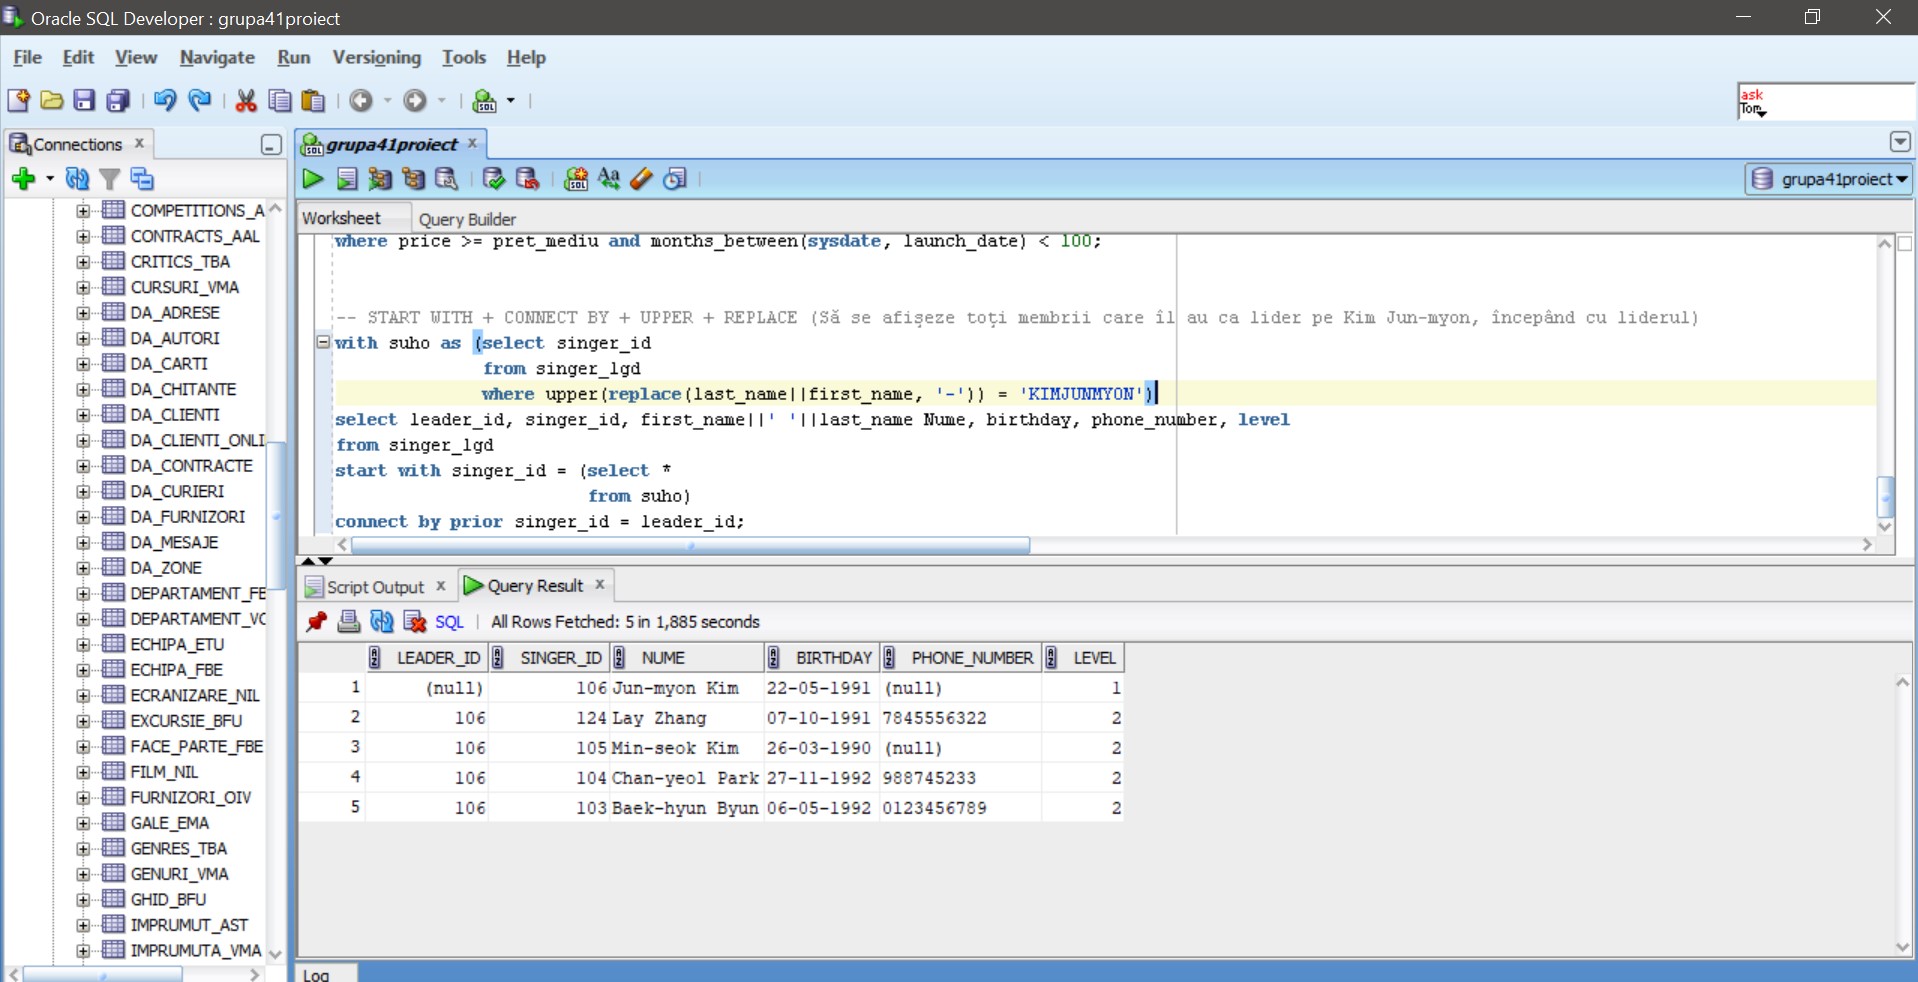 Oracle SQL Developer : grupa41proiect
File Edit View Navigate Run Versioning Tools Help
ask
Tom
Connections
grupa41proiect
grupa41proiect
Worksheet Query Builder
COMPETITIONS_A
CONTRACTS_AAL
CRITICS_TBA
CURSURI_VMA
DA_ADRESE
DA_AUTORI
DA_CARTI
DA_CHITANTE
DA_CLIENTI
DA_CLIENTI_ONLI
DA_CONTRACTE
DA_CURIERI
DA_FURNIZORI
DA_MESAJE
DA_ZONE
DEPARTAMENT_FE
DEPARTAMENT_VC
ECHIPA_ETU
ECHIPA_FBE
ECRANIZARE_NIL
EXCURSIE_BFU
FACE_PARTE_FBE
FILM_NIL
FURNIZORI_OIV
GALE_EMA
GENRES_TBA
GENURI_VMA
GHID_BFU
IMPRUMUT_AST
IMPRUMUTA_VMA
where price >= pret_mediu and months_between(sysdate, launch_date) < 100;
-- START WITH + CONNECT BY + UPPER + REPLACE (Să se afișeze toți membrii care îl au ca lider pe Kim Jun-myon, începând cu liderul)
with suho as (select singer_id
from singer_lgd
where upper(replace(last_name||first_name, '-')) = 'KIMJUNMYON')
select leader_id, singer_id, first_name||' '||last_name Nume, birthday, phone_number, level
from singer_lgd
start with singer_id = (select *
from suho)
connect by prior singer_id = leader_id;
Script Output Query Result
SQL | All Rows Fetched: 5 in 1,885 seconds
LEADER_ID SINGER_ID NUME BIRTHDAY PHONE_NUMBER LEVEL
1 (null) 106 Jun-myon Kim 22-05-1991 (null) 1
2 106 124 Lay Zhang 07-10-1991 7845556322 2
3 106 105 Min-seok Kim 26-03-1990 (null) 2
4 106 104 Chan-yeol Park 27-11-1992 988745233 2
5 106 103 Baek-hyun Byun 06-05-1992 0123456789 2
Log